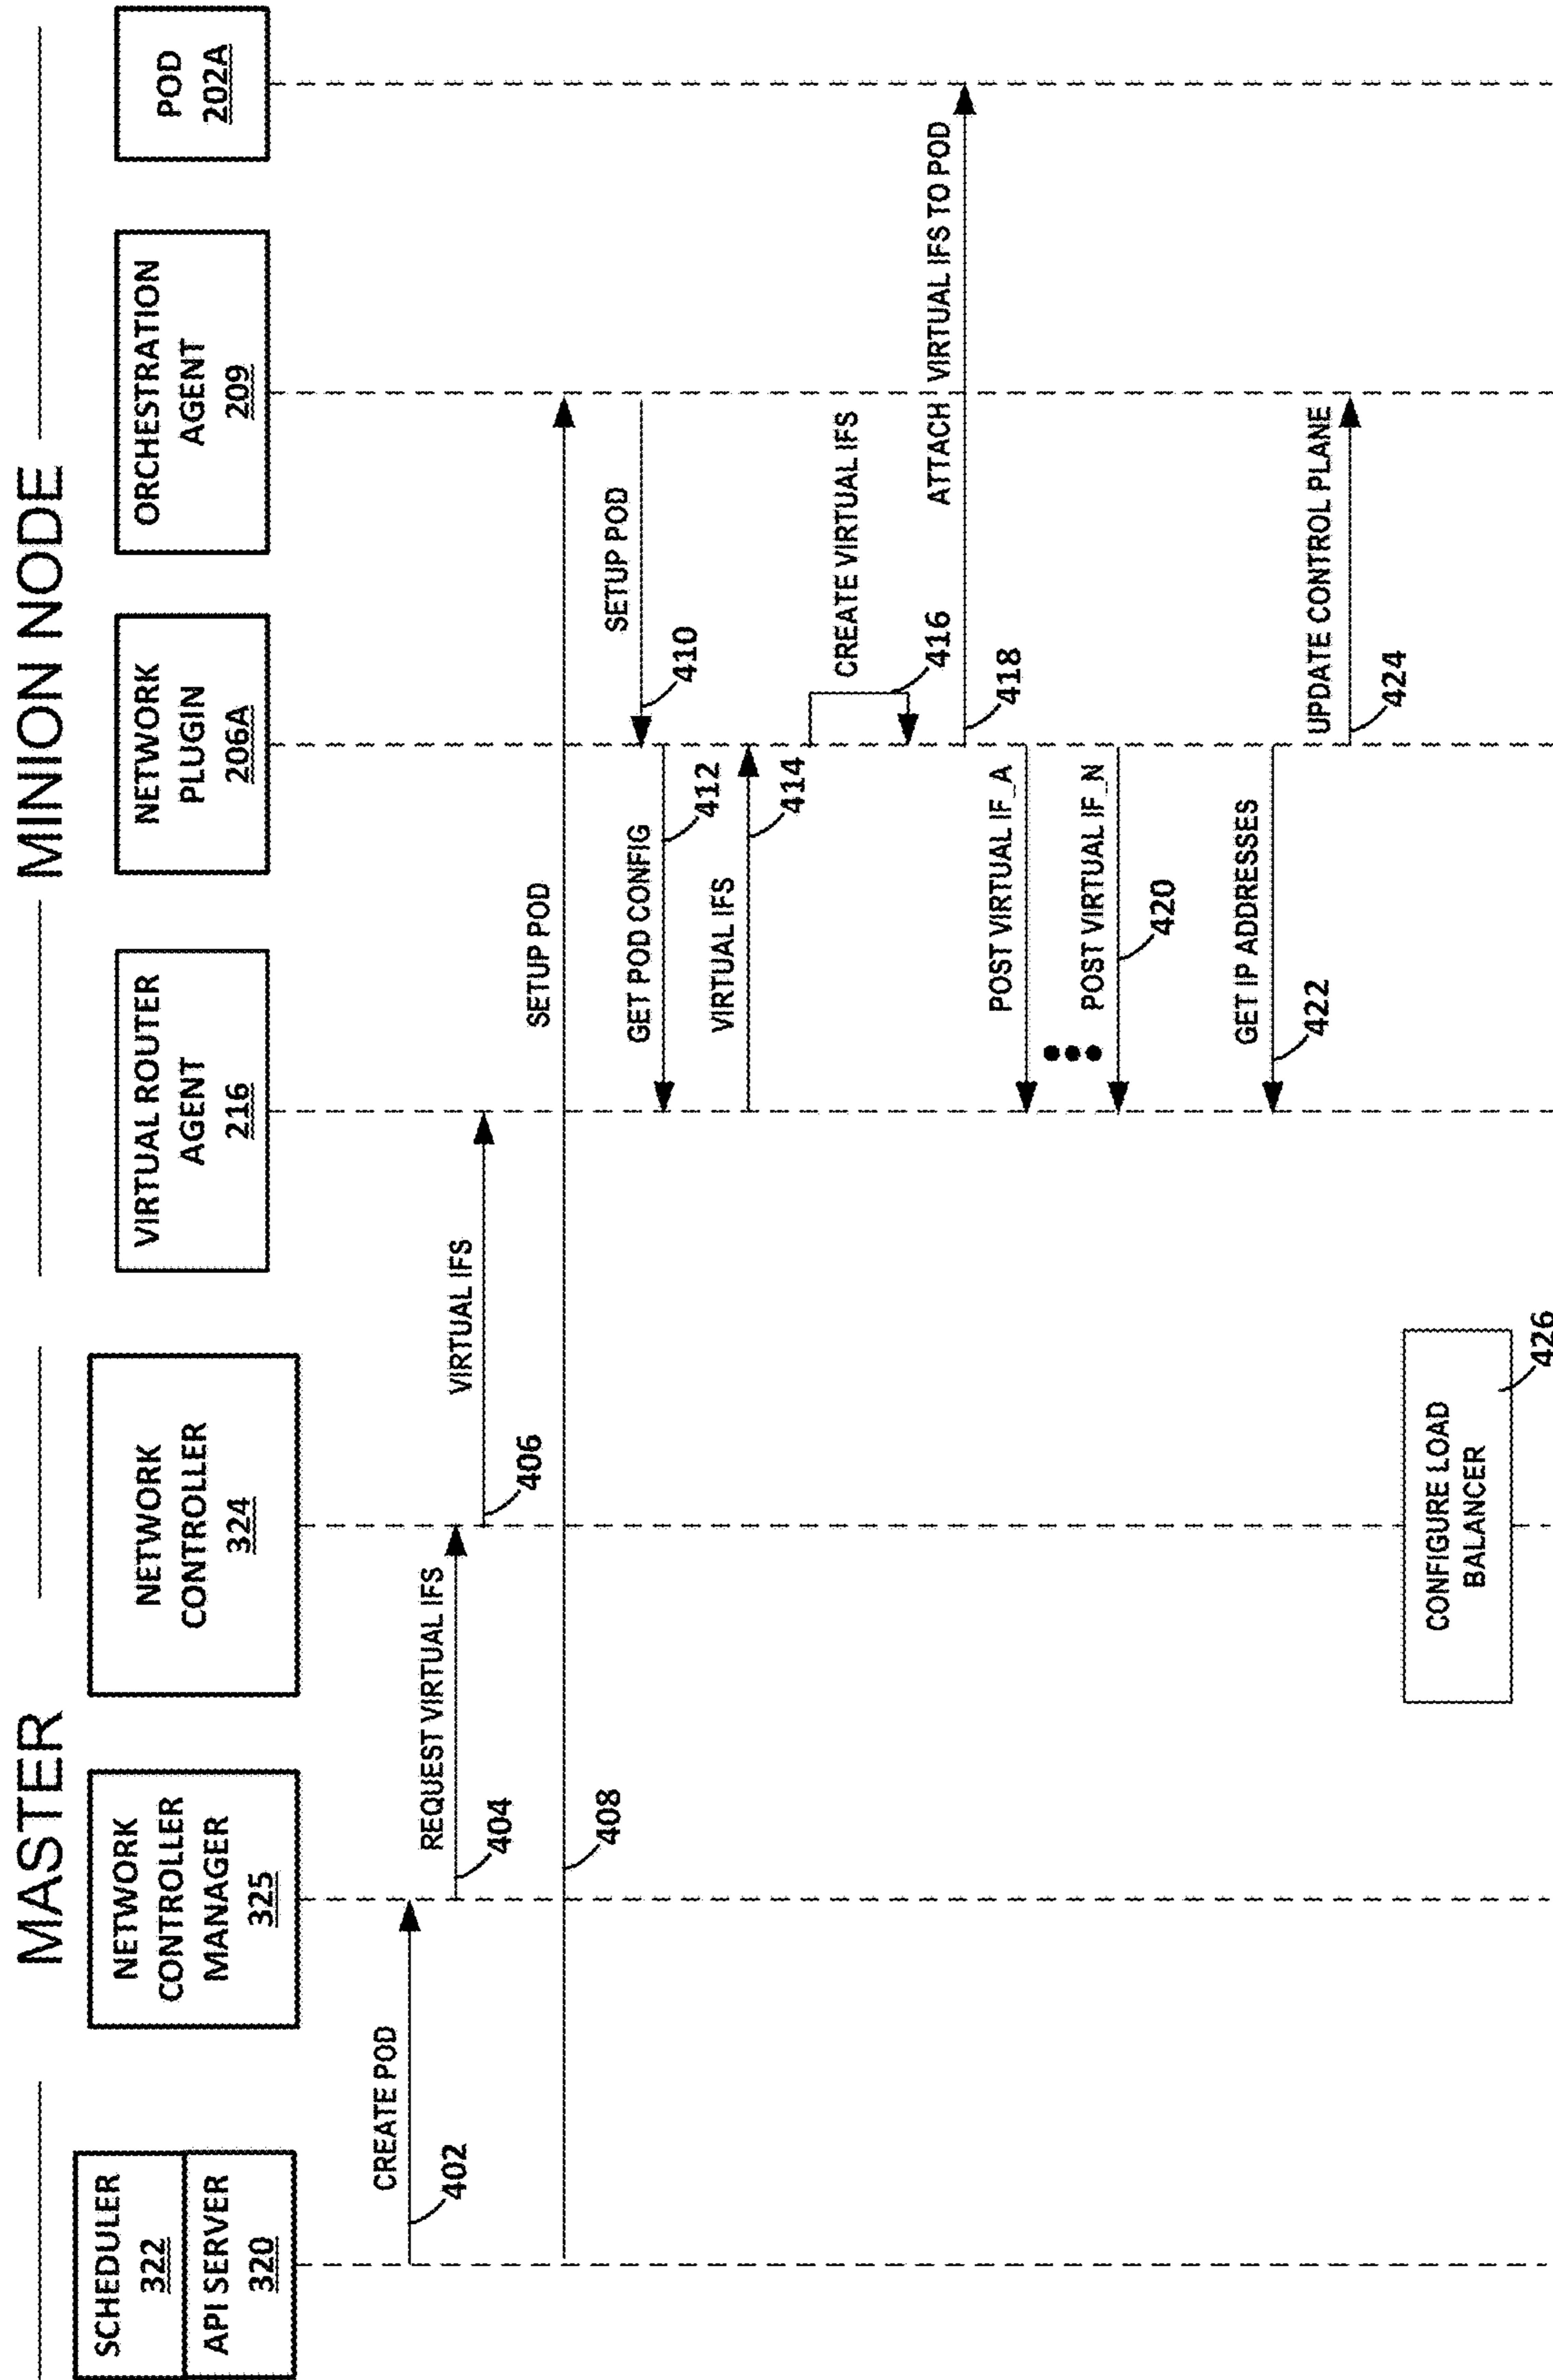 MASTER
MINION NODE
SCHEDULER
322
API SERVER
320
NETWORK
CONTROLLER
MANAGER
325
NETWORK
CONTROLLER
324
VIRTUAL ROUTER
AGENT
216
NETWORK
PLUGIN
206A
ORCHESTRATION
AGENT
209
POD
202A
CREATE POD
402
REQUEST VIRTUAL IFS
404
VIRTUAL IFS
406
SETUP POD
408
SETUP POD
410
GET POD CONFIG
412
VIRTUAL IFS
414
CREATE VIRTUAL IFS
416
ATTACH VIRTUAL IFS TO POD
418
POST VIRTUAL IF_A
POST VIRTUAL IF_N
420
GET IP ADDRESSES
422
UPDATE CONTROL PLANE
424
CONFIGURE LOAD
BALANCER
426